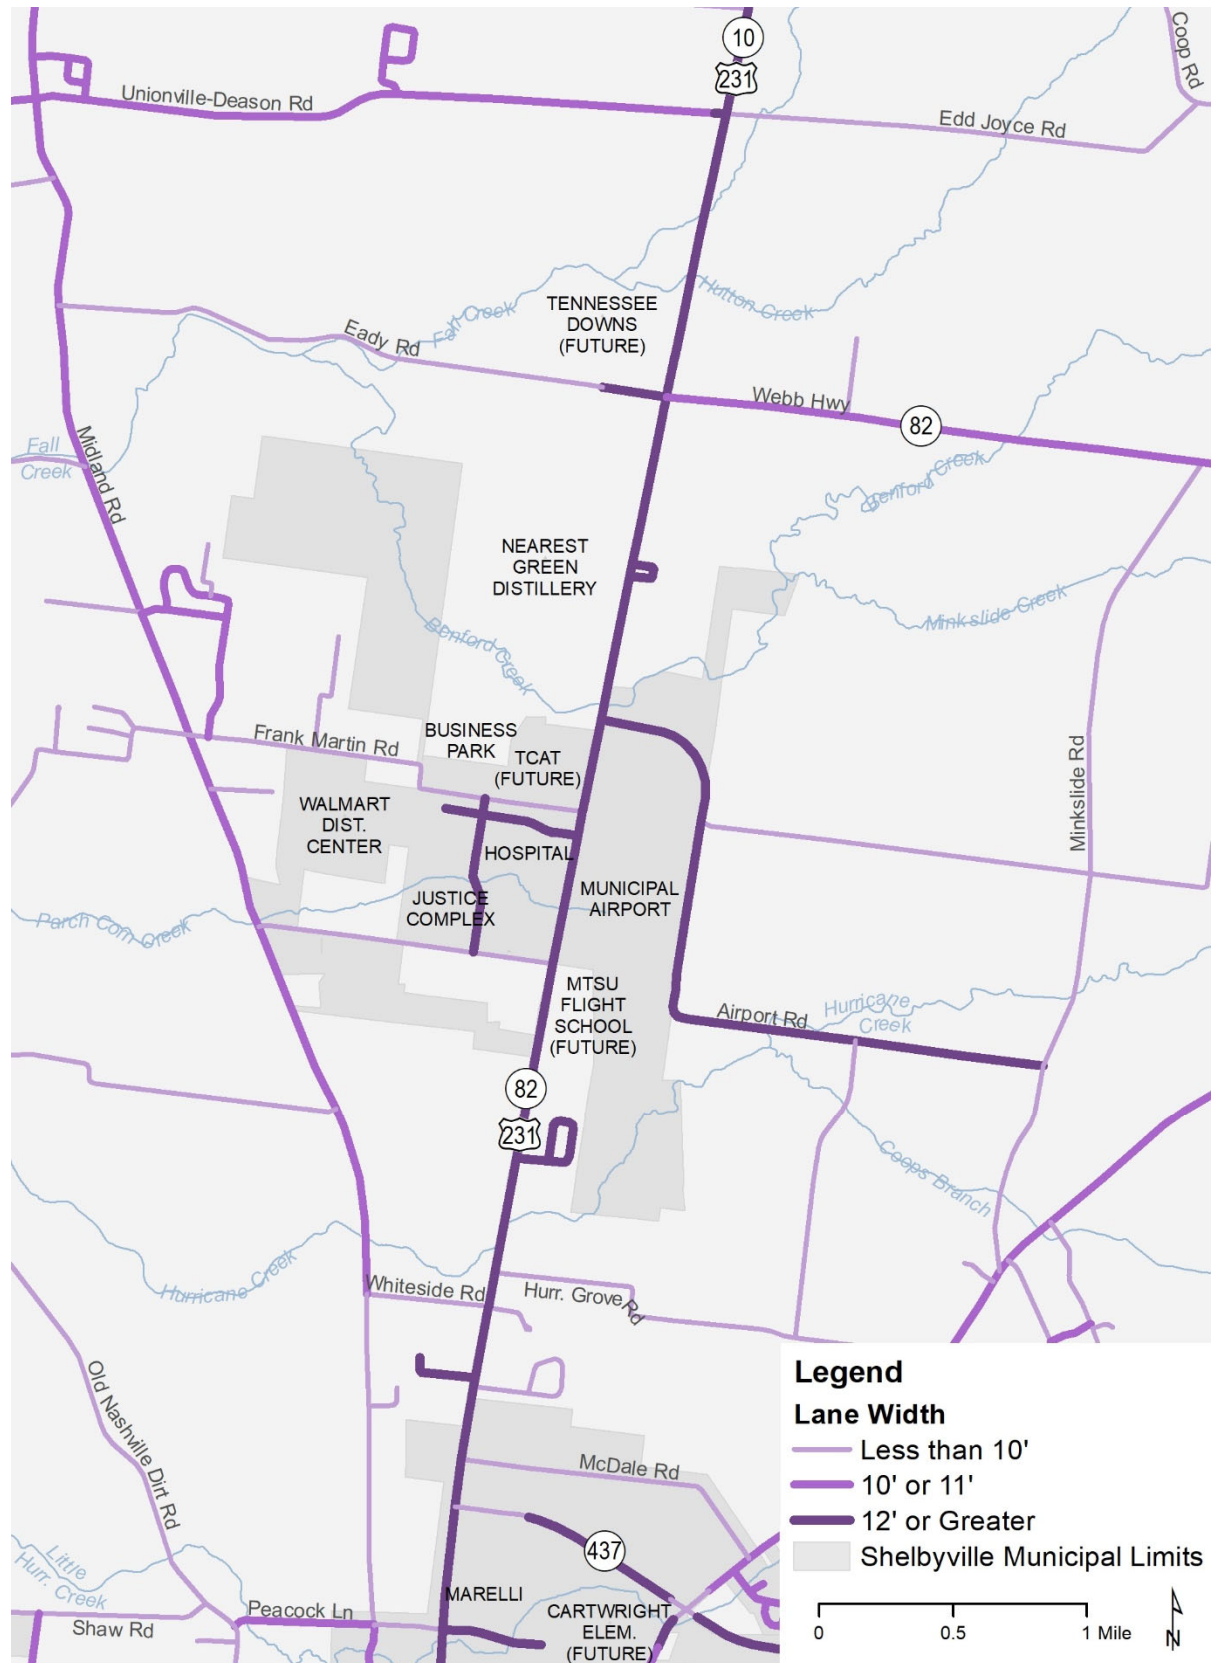 10
231
Coop Rd
Unionville-Deason Rd
Edd Joyce Rd
Hutton Creek
TENNESSEE
DOWNS
(FUTURE)
Fall Creek
Eady Rd
Webb Hwy
82
Midland Rd
Fall
Creek
Benford Creek
NEAREST
GREEN
DISTILLERY
Minkslide Creek
Benford Creek
Minkslide Rd
Frank Martin Rd
BUSINESS
PARK
TCAT
(FUTURE)
WALMART
DIST.
CENTER
HOSPITAL
MUNICIPAL
AIRPORT
JUSTICE
COMPLEX
Parch Corn Creek
MTSU
FLIGHT
SCHOOL
(FUTURE)
Airport Rd
Hurricane
Creek
82
231
Coops Branch
Hurricane Creek
Whiteside Rd
Hurr. Grove Rd
Old Nashville Dirt Rd
McDale Rd
437
Little
Hurr. Creek
MARELLI
Peacock Ln
Shaw Rd
CARTWRIGHT
ELEM.
(FUTURE)
Legend
Lane Width
Less than 10'
10' or 11'
12' or Greater
Shelbyville Municipal Limits
0 0.5 1 Mile
N